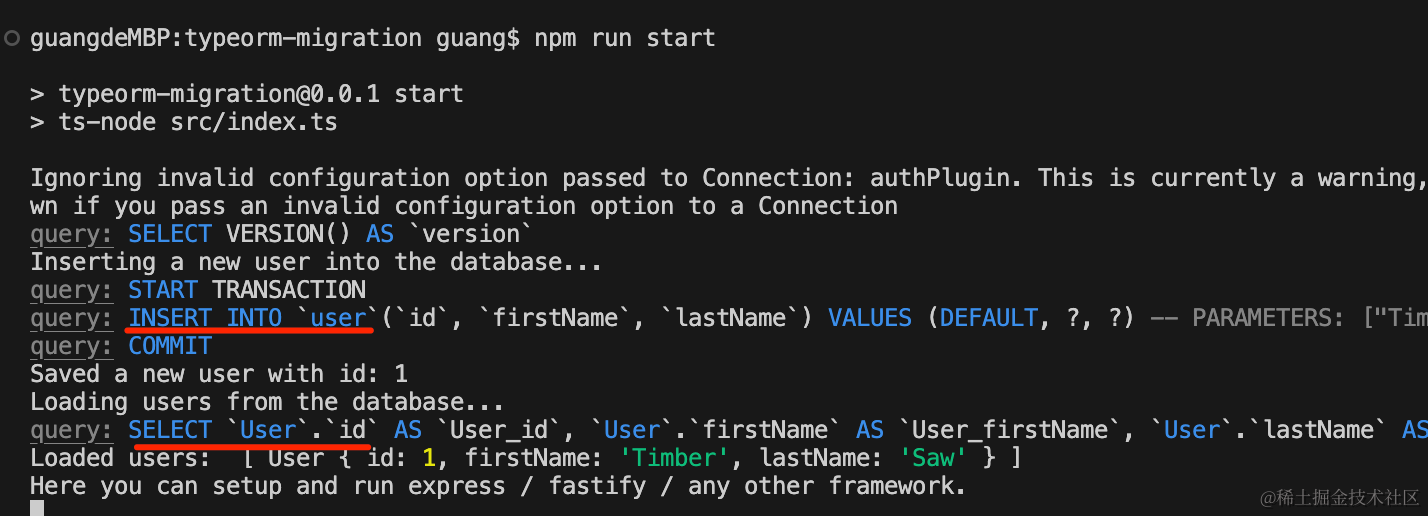 guangdeMBP:typeorm-migration guang$ npm run start
> typeorm-migration@0.0.1 start
> ts-node src/index.ts
Ignoring invalid configuration option passed to Connection: authPlugin. This is currently a warning,
wn if you pass an invalid configuration option to a Connection
query: SELECT VERSION() AS `version`
Inserting a new user into the database...
query: START TRANSACTION
query: INSERT INTO `user`(`id`, `firstName`, `lastName`) VALUES (DEFAULT, ?, ?) -- PARAMETERS: ["Tim
query: COMMIT
Saved a new user with id: 1
Loading users from the database...
query: SELECT `User`.`id` AS `User_id`, `User`.`firstName` AS `User_firstName`, `User`.`lastName` AS
Loaded users:  [ User { id: 1, firstName: 'Timber', lastName: 'Saw' } ]
Here you can setup and run express / fastify / any other framework.
@稀土掘金技术社区